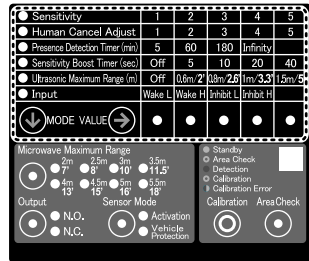 Sensitivity 1 2 3 4 5
Human Cancel Adjust 1 2 3 4 5
Presence Detection Timer (min) 5 60 180 Infinity
Sensitivity Boost Timer (sec) Off 5 10 20 40
Ultrasonic Maximum Range (m) Off 0.6m/2' 0.8m/2.6' 1m/3.3' 1.5m/5'
Input Wake L Wake H Inhibit L Inhibit H
MODE VALUE
Microwave Maximum Range
2m 2.5m 3m 3.5m
7' 8' 10' 11.5'
4m 4.5m 5m 5.5m
13' 15' 16' 18'
Output Sensor Mode
N.O. Activation
N.C. Vehicle Protection
Standby
Area Check
Detection
Calibration
Calibration Error
Calibration Area Check